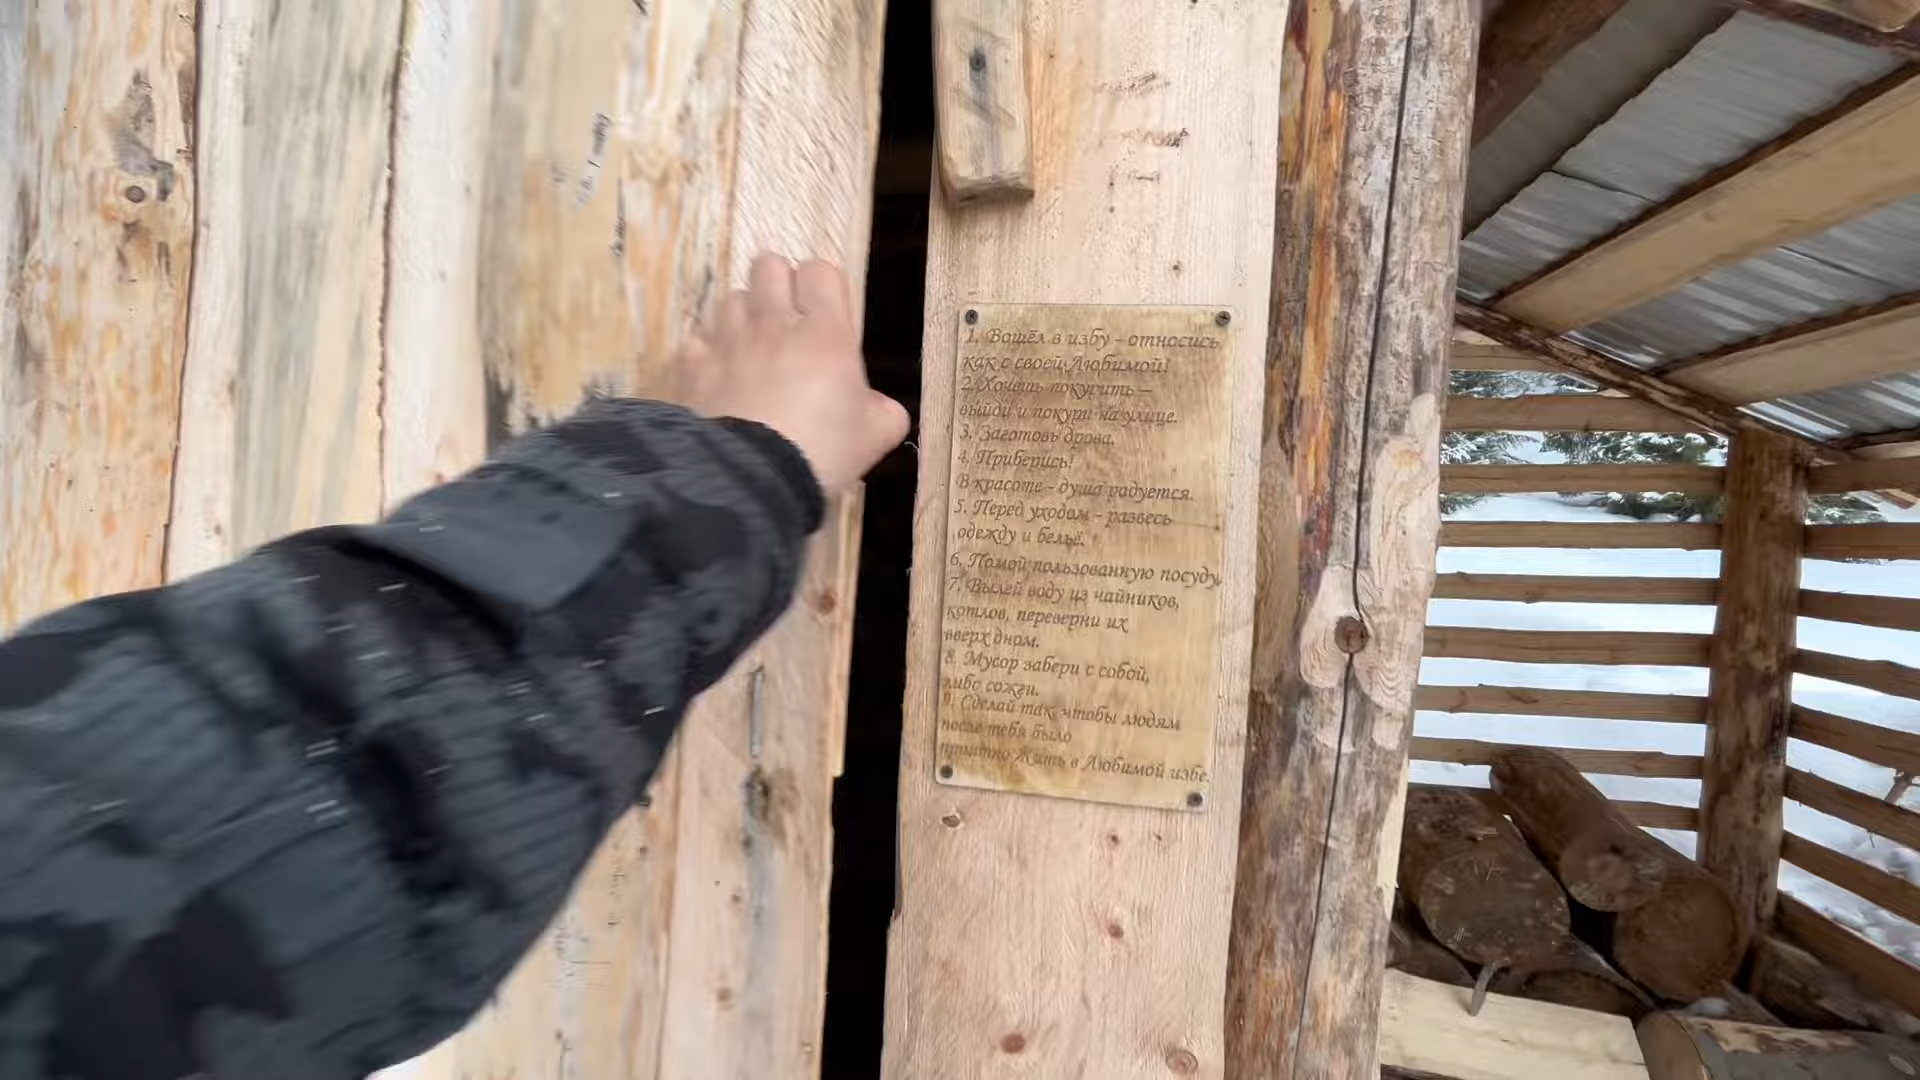 1. Вошёл в избу - относись
как с своей Любимой!
2. Хочешь покурить –
выйди и покури на улице.
3. Заготовь дрова.
4. Приберись!
В красоте - душа радуется.
5. Перед уходом - развесь
одежду и бельё.
6. Помой пользованную посуду.
7. Вылей воду из чайников,
котлов, переверни их
вверх дном.
8. Мусор забери с собой,
либо сожги.
9. Сделай так, чтобы людям
после тебя было
приятно жить в Любимой избе.